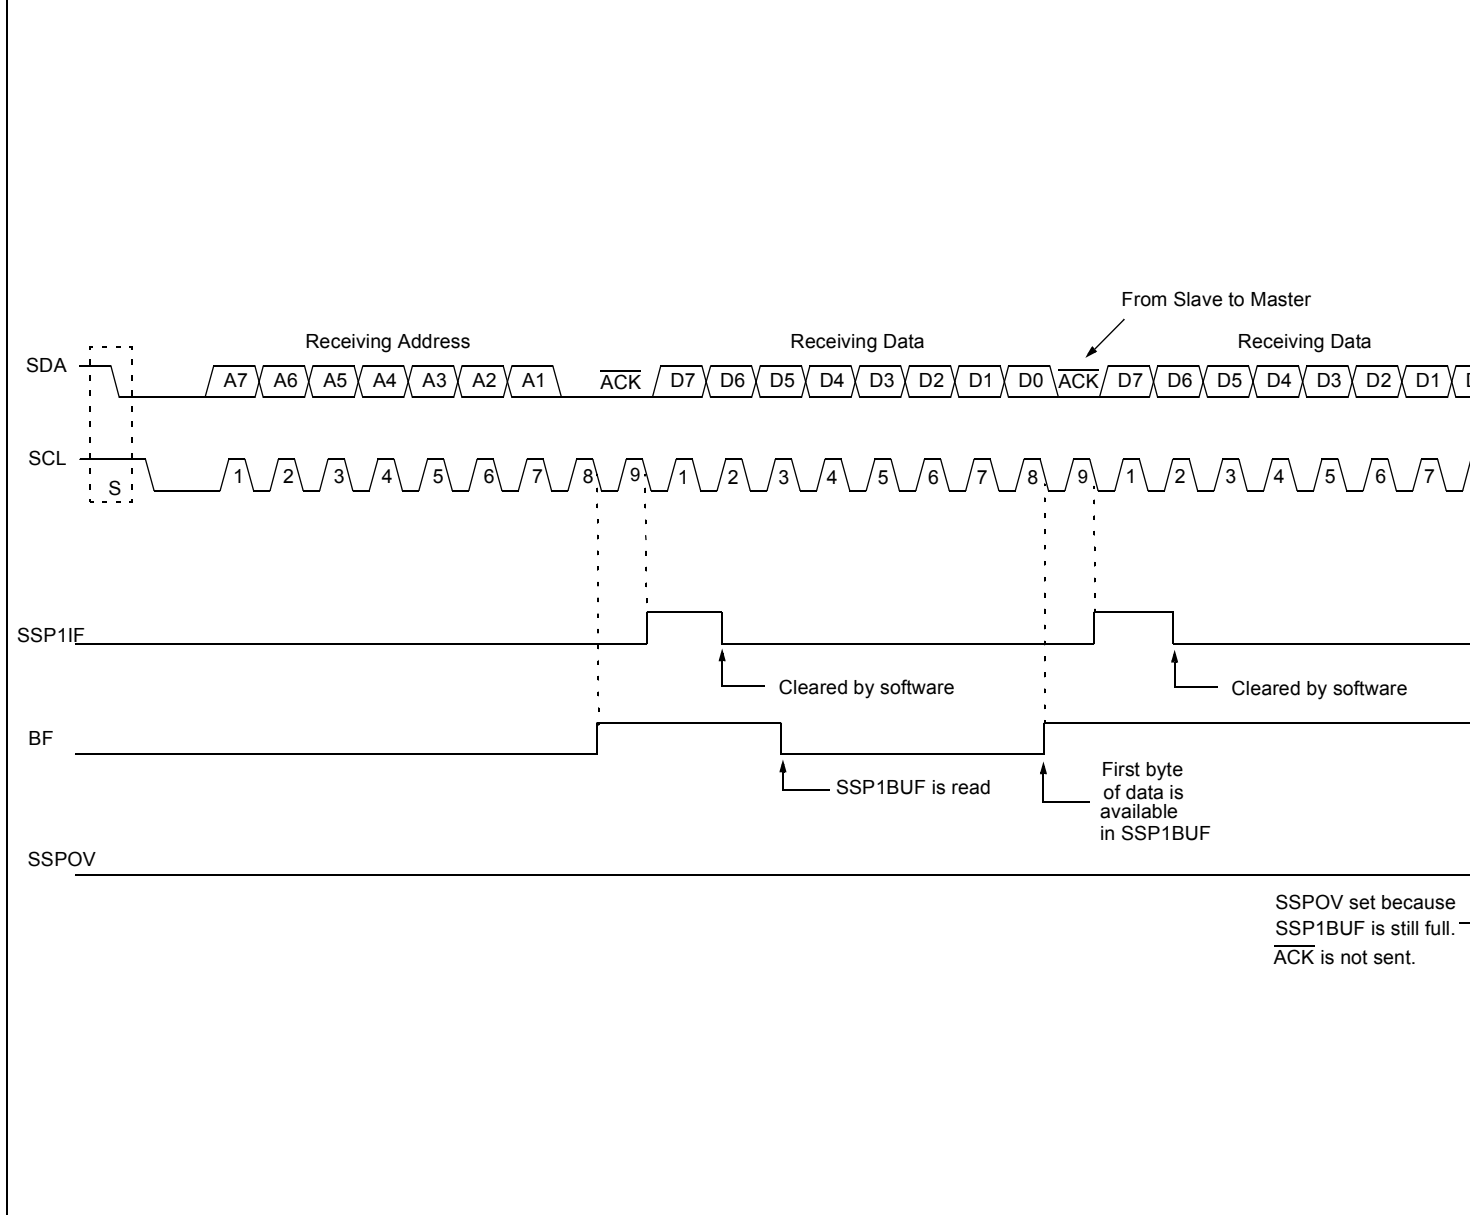 From Slave to Master
Receiving Address
Receiving Data
Receiving Data
SDA
A7 A6 A5 A4 A3 A2 A1 ACK D7 D6 D5 D4 D3 D2 D1 D0 ACK D7 D6 D5 D4 D3 D2 D1
SCL
S
1 2 3 4 5 6 7 8 9 1 2 3 4 5 6 7 8 9 1 2 3 4 5 6 7
SSP1IF
Cleared by software
Cleared by software
BF
SSP1BUF is read
First byte
of data is
available
in SSP1BUF
SSPOV
SSPOV set because
SSP1BUF is still full.
ACK is not sent.